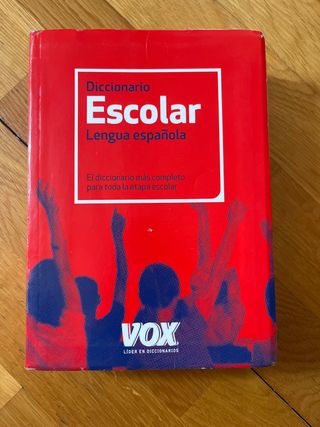 Diccionario
Escolar
Lengua española
El diccionario más completo
para toda la etapa escolar
VOX
LÍDER EN DICCIONARIOS